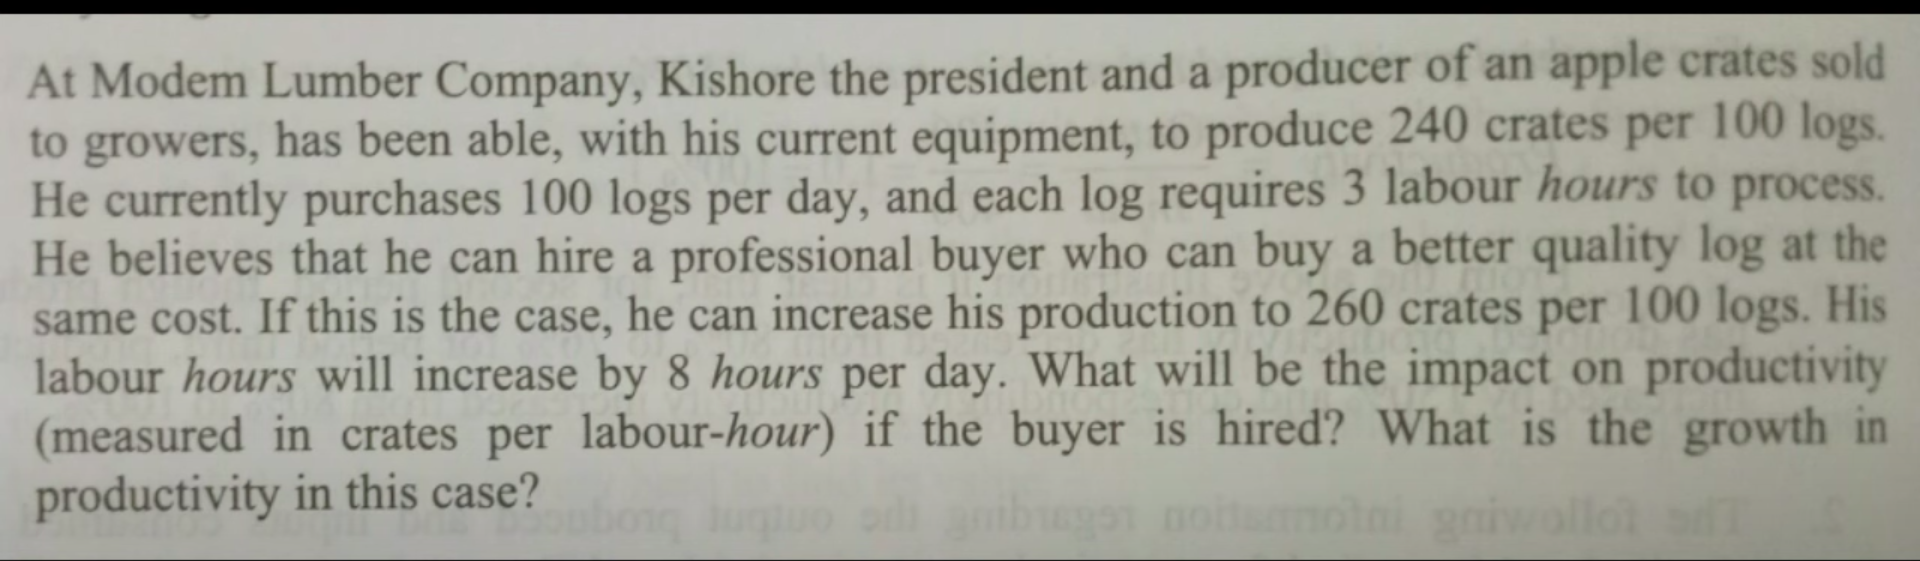 At Modem Lumber Company, Kishore the president and a producer of an apple crates sold
to growers, has been able, with his current equipment, to produce 240 crates per 100 logs.
He currently purchases 100 logs per day, and each log requires 3 labour hours to process.
He believes that he can hire a professional buyer who can buy a better quality log at the
same cost. If this is the case, he can increase his production to 260 crates per 100 logs. His
labour hours will increase by 8 hours per day. What will be the impact on productivity
(measured in crates per labour-hour) if the buyer is hired? What is the growth in
productivity in this case?